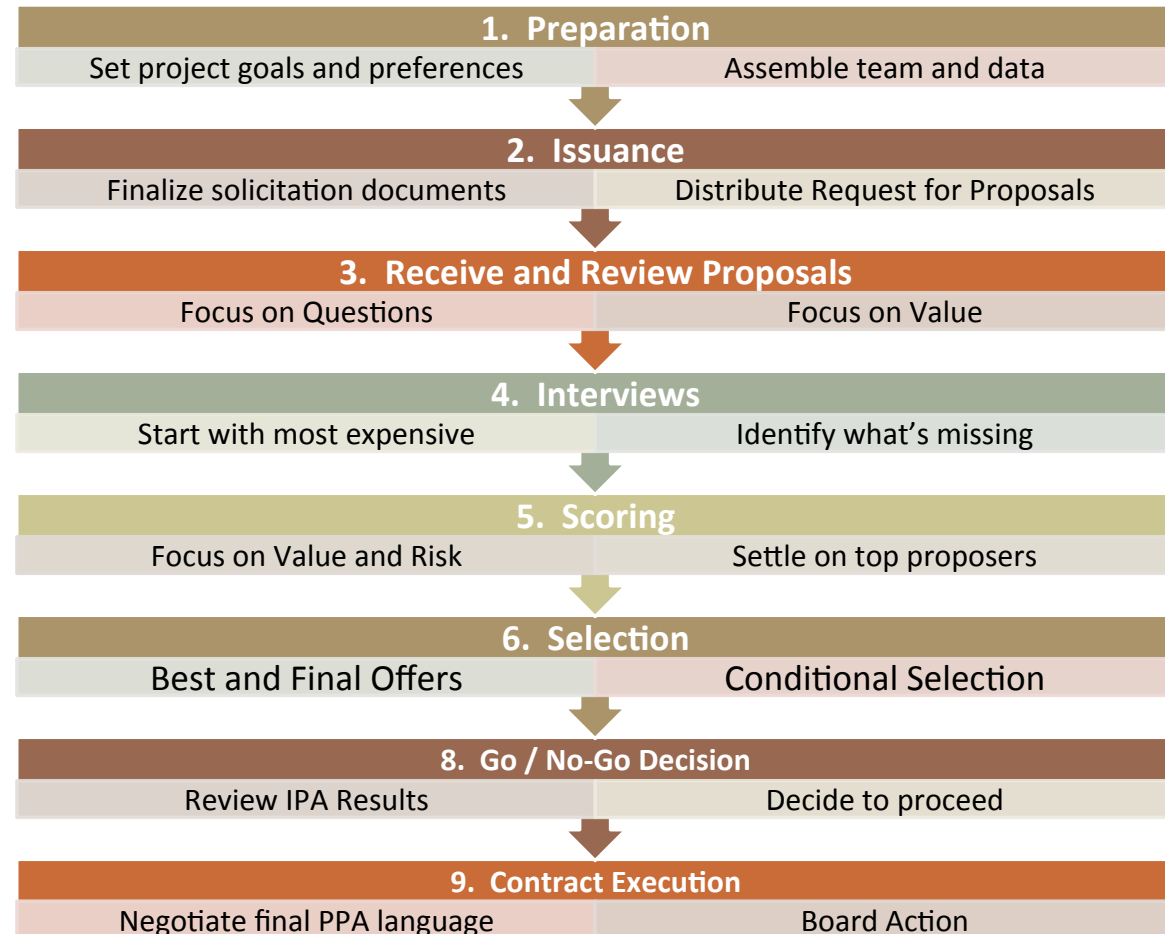 1. Preparation
Set project goals and preferences
Assemble team and data
2. Issuance
Finalize solicitation documents
Distribute Request for Proposals
3. Receive and Review Proposals
Focus on Questions
Focus on Value
4. Interviews
Start with most expensive
Identify what's missing
5. Scoring
Focus on Value and Risk
Settle on top proposers
6. Selection
Best and Final Offers
Conditional Selection
8. Go / No-Go Decision
Review IPA Results
Decide to proceed
9. Contract Execution
Negotiate final PPA language
Board Action